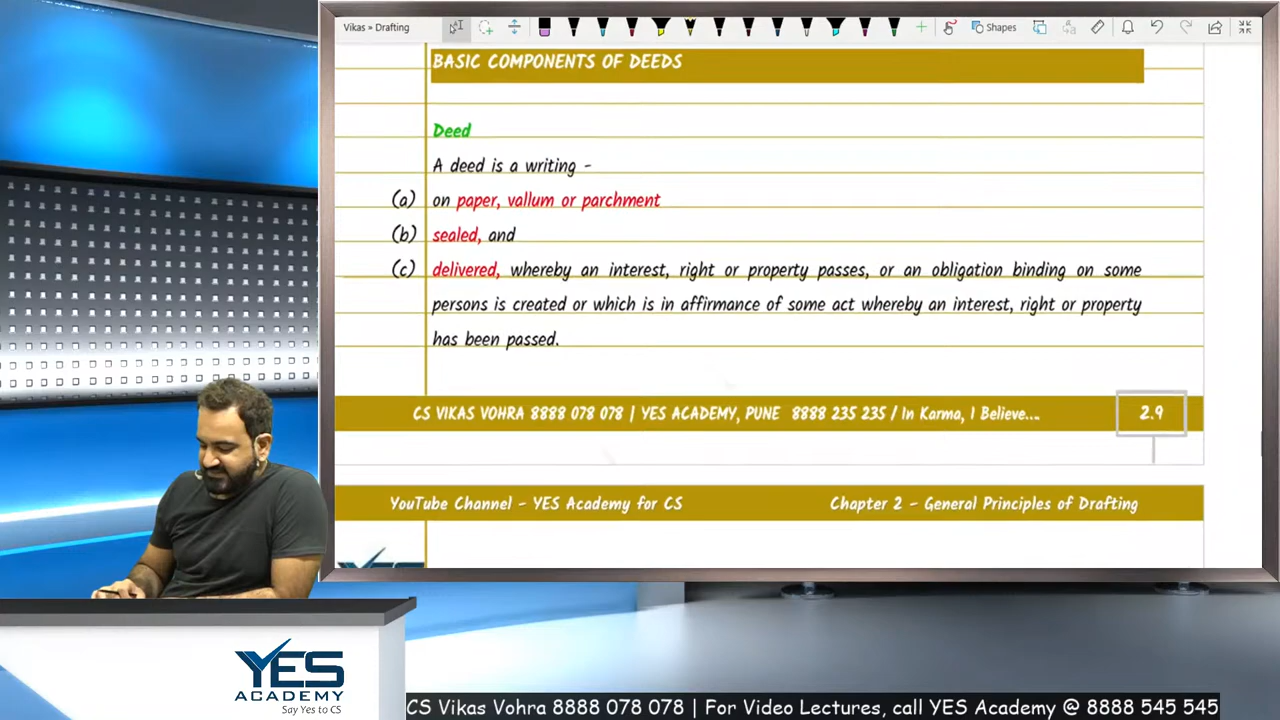 Vikas » Drafting
Shapes
BASIC COMPONENTS OF DEEDS
Deed
A deed is a writing -
(a) on paper, vallum or parchment
(b) sealed, and
(c) delivered, whereby an interest, right or property passes, or an obligation binding on some
persons is created or which is in affirmance of some act whereby an interest, right or property
has been passed.
CS VIKAS VOHRA 8888 078 078 | YES ACADEMY, PUNE 8888 235 235 / In Karma, I Believe...
2.9
YouTube Channel - YES Academy for CS
Chapter 2 - General Principles of Drafting
YES
YES
ACADEMY
Say Yes to CS
CS Vikas Vohra 8888 078 078 | For Video Lectures, call YES Academy @ 8888 545 545